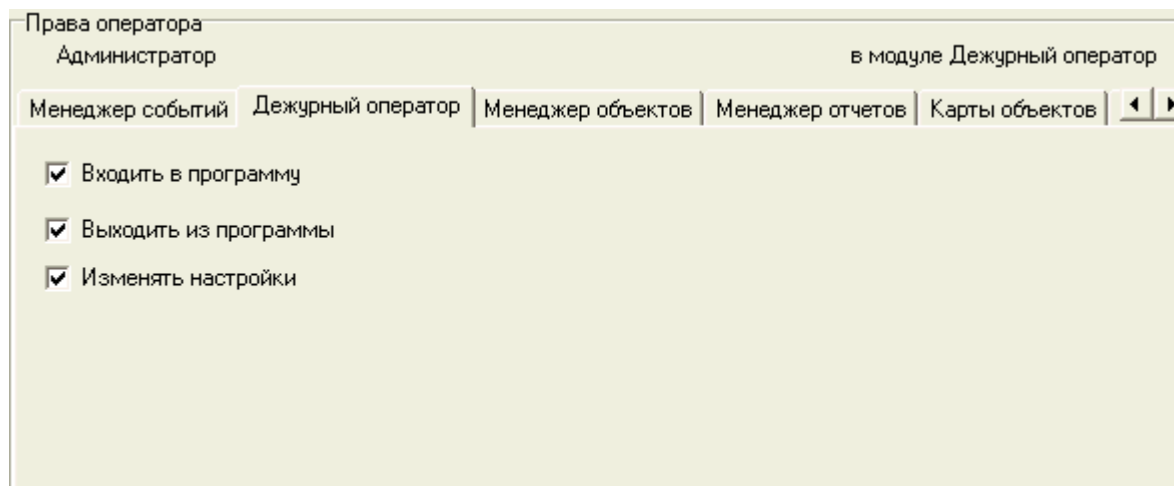 Права оператора
Администратор в модуле Дежурный оператор
Менеджер событий Дежурный оператор Менеджер объектов Менеджер отчетов Карты объектов
Входить в программу
Выходить из программы
Изменять настройки